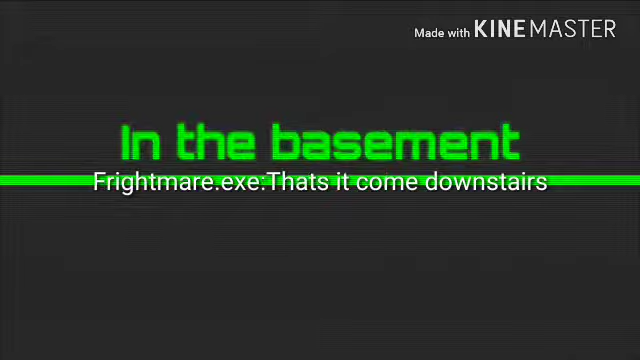 Made with KINEMASTER
In the basement
Frightmare.exe:Thats it come downstairs